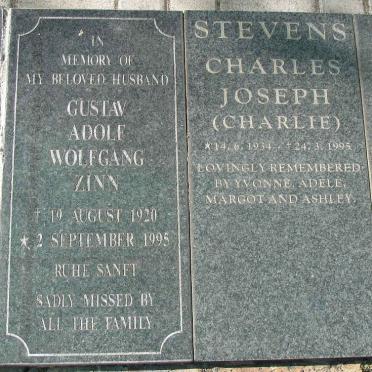 IN
MEMORY OF
MY BELOVED HUSBAND
GUSTAV
ADOLF
WOLFGANG
ZINN
† 19 AUGUST 1920
★ 2 SEPTEMBER 1995
RUHE SANFT
SADLY MISSED BY
ALL THE FAMILY
STEVENS
CHARLES
JOSEPH
(CHARLIE)
★14.6.1934 - †24.3.1995
LOVINGLY REMEMBERED
BY YVONNE, ADELE,
MARGOT AND ASHLEY.